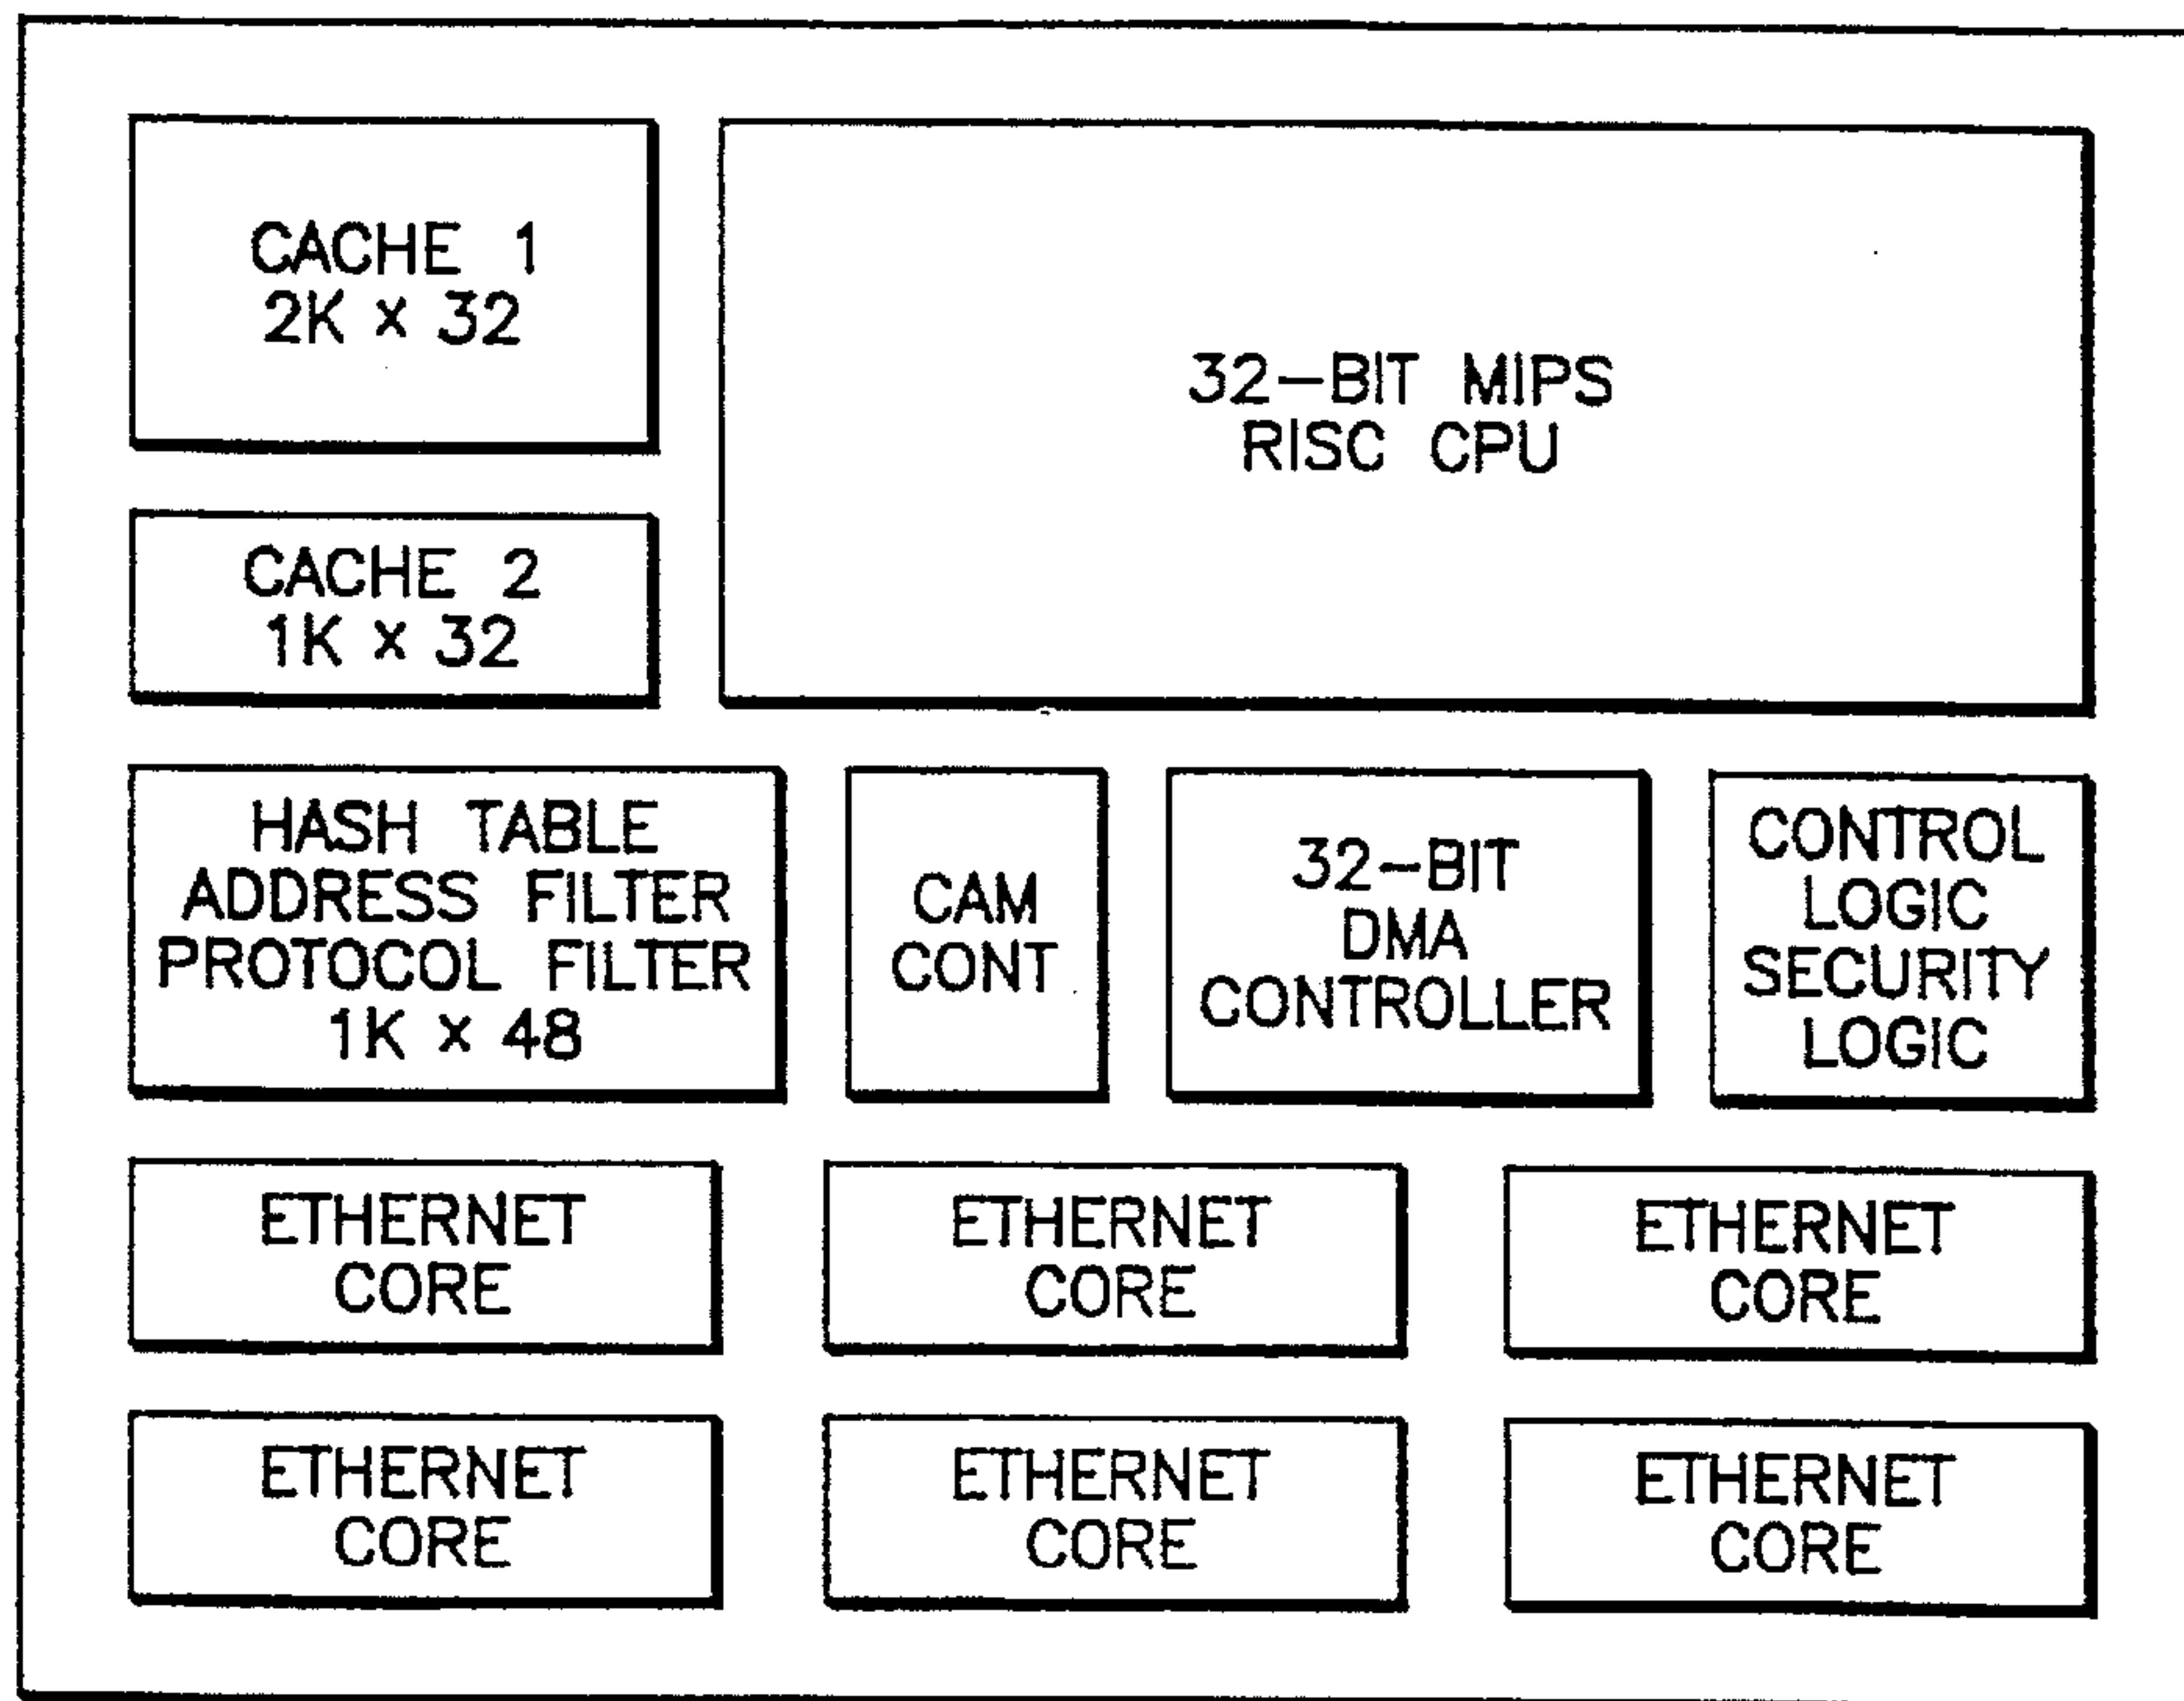 CACHE 1
2K × 32
32-BIT MIPS
RISC CPU
CACHE 2
1K × 32
HASH TABLE
ADDRESS FILTER
PROTOCOL FILTER
1K × 48
CAM
CONT
32-BIT
DMA
CONTROLLER
CONTROL
LOGIC
SECURITY
LOGIC
ETHERNET
CORE
ETHERNET
CORE
ETHERNET
CORE
ETHERNET
CORE
ETHERNET
CORE
ETHERNET
CORE